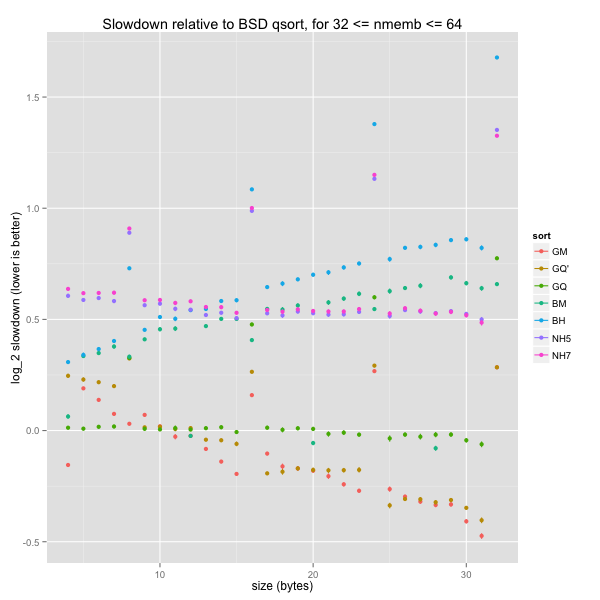 Slowdown relative to BSD qsort, for 32 <= nmemb <= 64
log_2 slowdown (lower is better)
1.5
1.0
0.5
0.0
-0.5
10
20
30
size (bytes)
sort
GM
GQ'
GQ
BM
BH
NH5
NH7